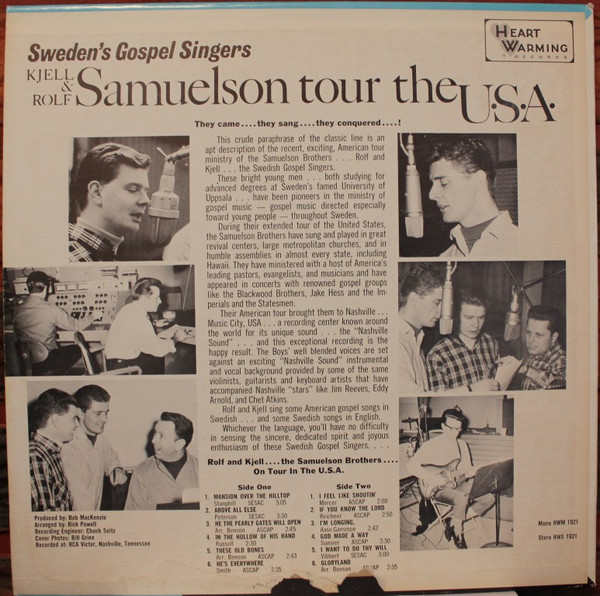 HEART
WARMING
RECORDS
Sweden's Gospel Singers
KJELL
&
ROLF
Samuelson tour the U.S.A.
They came....they sang....they conquered....!
This crude paraphrase of the classic line is an
apt description of the recent, exciting, American tour
ministry of the Samuelson Brothers . . . Rolf and
Kjell . . . the Swedish Gospel Singers.
These bright young men . . . both studying for
advanced degrees at Sweden's famed University of
Uppsala . . . have been pioneers in the ministry of
gospel music — gospel music directed especially
toward young people — throughout Sweden.
During their extended tour of the United States,
the Samuelson Brothers have sung and played in great
revival centers, large metropolitan churches, and in
humble assemblies in almost every state, including
Hawaii. They have ministered with a host of America's
leading pastors, evangelists, and musicians and have
appeared in concerts with renowned gospel groups
like the Blackwood Brothers, Jake Hess and the Im-
perials and the Statesmen.
Their American tour brought them to Nashville . . .
Music City, USA . . . a recording center known around
the world for its unique sound . . . the "Nashville
Sound" . . . and this exceptional recording is the
happy result. The Boys' well blended voices are set
against an exciting "Nashville Sound" instrumental
and vocal background provided by some of the same
violinists, guitarists and keyboard artists that have
accompanied Nashville "stars" like Jim Reeves, Eddy
Arnold, and Chet Atkins.
Rolf and Kjell sing some American gospel songs in
Swedish . . . and some Swedish songs in English.
Whichever the language, you'll have no difficulty
in sensing the sincere, dedicated spirit and joyous
enthusiasm of these Swedish Gospel Singers. . . .
Rolf and Kjell....the Samuelson Brothers....
On Tour In The U.S.A.
Side One
1. MANSION OVER THE HILLTOP
Stanphill SESAC 3:05
2. ABOVE ALL ELSE
Peterson SESAC 3:30
3. HE THE PEARLY GATES WILL OPEN
Arr. Benson ASCAP 2:45
4. IN THE HOLLOW OF HIS HAND
Russell 2:30
5. THESE OLD BONES
Arr. Benson ASCAP 2:43
6. HE'S EVERYWHERE
Smith ASCAP 2:35
Side Two
1. I FEEL LIKE SHOUTIN'
Mercer ASCAP 2:00
2. IF YOU KNOW THE LORD
Reichner ASCAP 2:50
3. I'M LONGING,
Aase Gensmoe 2:42
4. GOD MADE A WAY
Sumner ASCAP 2:30
5. I WANT TO DO THY WILL
Vibbert SESAC 3:00
6. GLORYLAND
Arr. Benson ASCAP 2:35
Produced by: Bob MacKenzie
Arranged by: Rick Powell
Recording Engineer: Chuck Seitz
Cover Photos: Bill Grine
Recorded at: RCA Victor, Nashville, Tennessee
Mono HWM 1921
Stereo HWS 1921